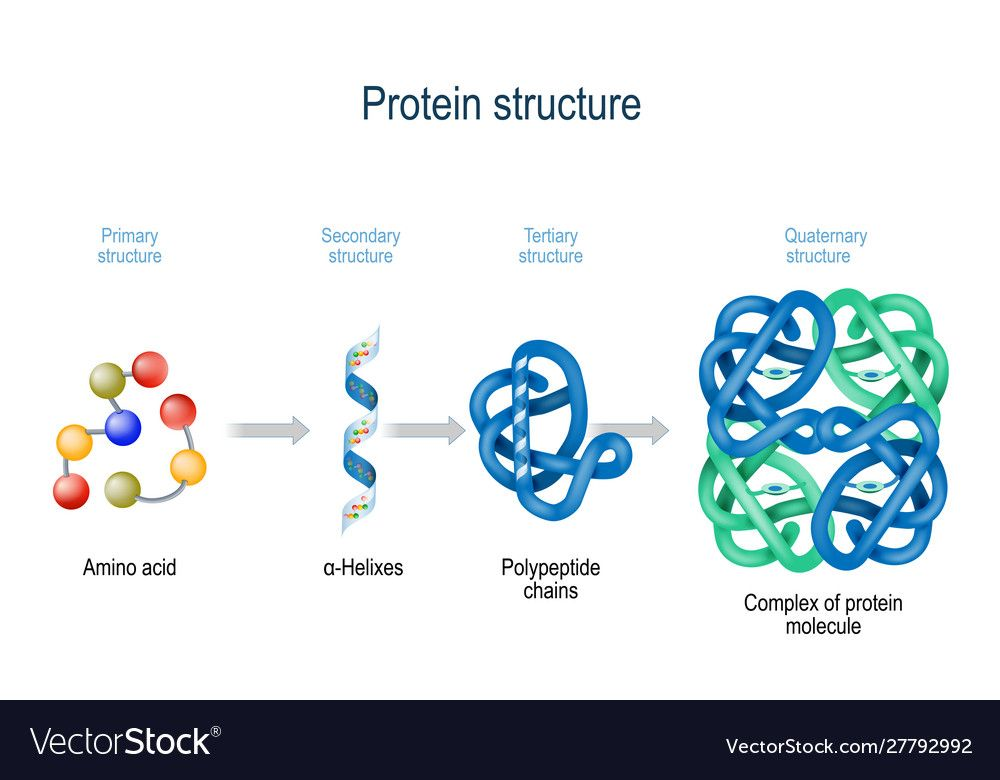 Protein structure
Primary
structure
Secondary
structure
Tertiary
structure
Quaternary
structure
Amino acid
α-Helixes
Polypeptide
chains
Complex of protein
molecule
VectorStock®
VectorStock.com/27792992